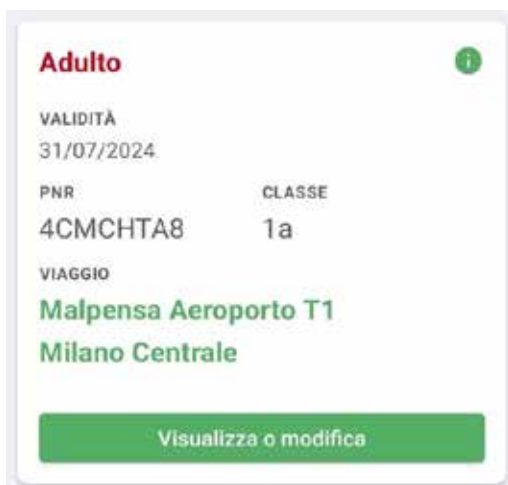 Adulto
VALIDITÀ
31/07/2024
PNR CLASSE
4CMCHTA8 1a
VIAGGIO
Malpensa Aeroporto T1
Milano Centrale
Visualizza o modifica